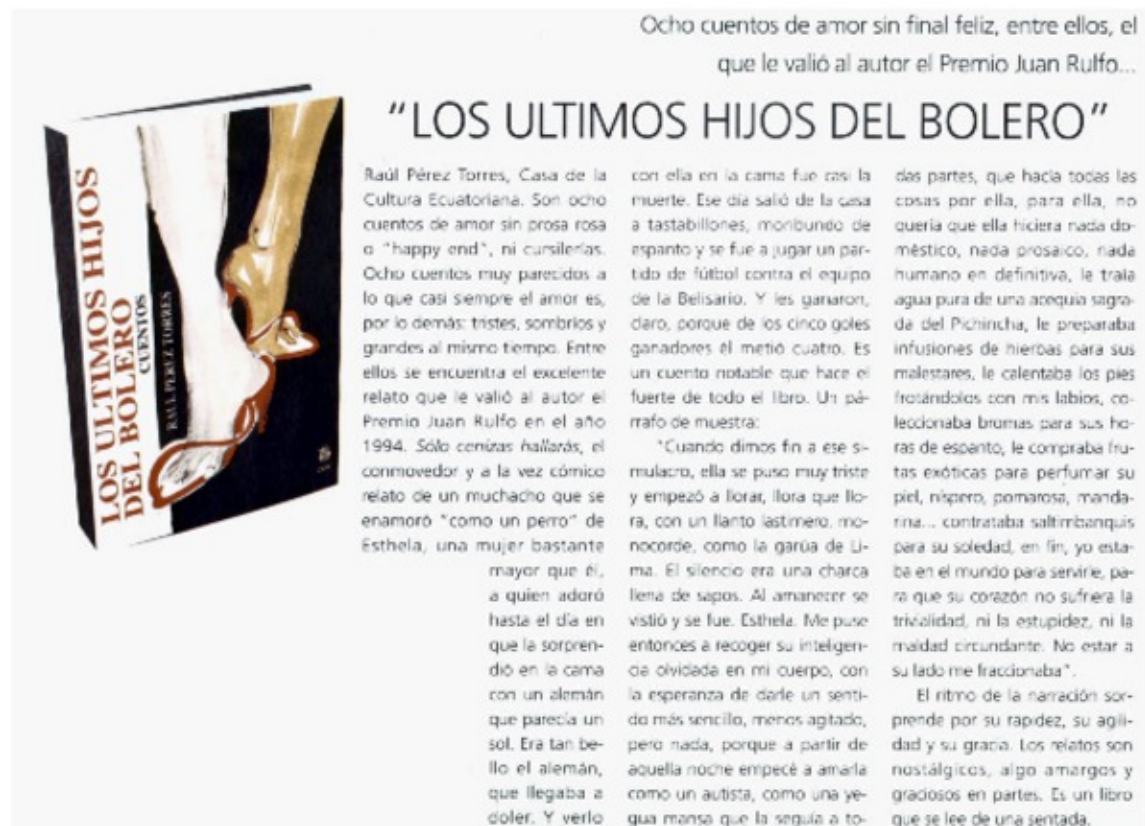 Ocho cuentos de amor sin final feliz, entre ellos, el
que le valió al autor el Premio Juan Rulfo...
"LOS ULTIMOS HIJOS DEL BOLERO"
LOS ULTIMOS HIJOS
DEL BOLERO
CUENTOS
RAUL PEREZ TORRES
Raúl Pérez Torres, Casa de la
Cultura Ecuatoriana. Son ocho
cuentos de amor sin prosa rosa
o "happy end", ni cursilerías.
Ocho cuentos muy parecidos a
lo que casi siempre el amor es,
por lo demás: tristes, sombríos y
grandes al mismo tiempo. Entre
ellos se encuentra el excelente
relato que le valió al autor el
Premio Juan Rulfo en el año
1994. Sólo cenizas hallarás, el
conmovedor y a la vez cómico
relato de un muchacho que se
enamoró "como un perro" de
Esthela, una mujer bastante
mayor que él,
a quien adoró
hasta el día en
que la sorpren-
dió en la cama
con un alemán
que parecía un
sol. Era tan be-
llo el alemán,
que llegaba a
doler. Y verlo
con ella en la cama fue casi la
muerte. Ese día salió de la casa
a tastabillones, moribundo de
espanto y se fue a jugar un par-
tido de fútbol contra el equipo
de la Belisario. Y les ganaron,
claro, porque de los cinco goles
ganadores él metió cuatro. Es
un cuento notable que hace el
fuerte de todo el libro. Un pá-
rrafo de muestra:
"Cuando dimos fin a ese si-
mulacro, ella se puso muy triste
y empezó a llorar, llora que llo-
ra, con un llanto lastimero, mo-
nocorde, como la garúa de Li-
ma. El silencio era una charca
llena de sapos. Al amanecer se
vistió y se fue. Esthela. Me puse
entonces a recoger su inteligen-
cia olvidada en mi cuerpo, con
la esperanza de darle un senti-
do más sencillo, menos agitado,
pero nada, porque a partir de
aquella noche empecé a amarla
como un autista, como una ye-
gua mansa que la seguía a to-
das partes, que hacía todas las
cosas por ella, para ella, no
quería que ella hiciera nada do-
méstico, nada prosaico, nada
humano en definitiva, le traía
agua pura de una acequia sagra-
da del Pichincha, le preparaba
infusiones de hierbas para sus
malestares, le calentaba los pies
frotándolos con mis labios, co-
leccionaba bromas para sus ho-
ras de espanto, le compraba fru-
tas exóticas para perfumar su
piel, níspero, pomarosa, manda-
rina... contrataba saltimbanquis
para su soledad, en fin, yo esta-
ba en el mundo para servirle, pa-
ra que su corazón no sufriera la
trivialidad, ni la estupidez, ni la
maldad circundante. No estar a
su lado me fraccionaba".
El ritmo de la narración sor-
prende por su rapidez, su agili-
dad y su gracia. Los relatos son
nostálgicos, algo amargos y
graciosos en partes. Es un libro
que se lee de una sentada.